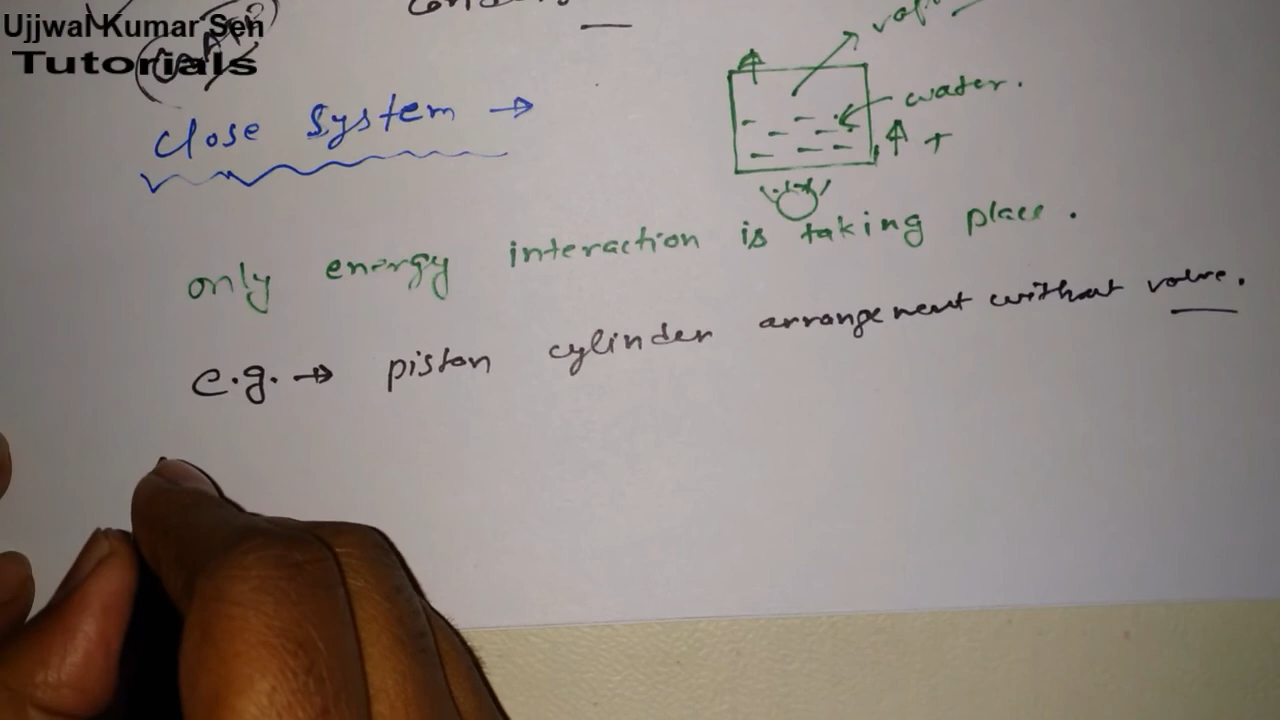 Ujjwal Kumar Sen
Tutorials
water.
+
close system →
only energy interaction is taking place.
e.g. → piston cylinder arrangement without valve.